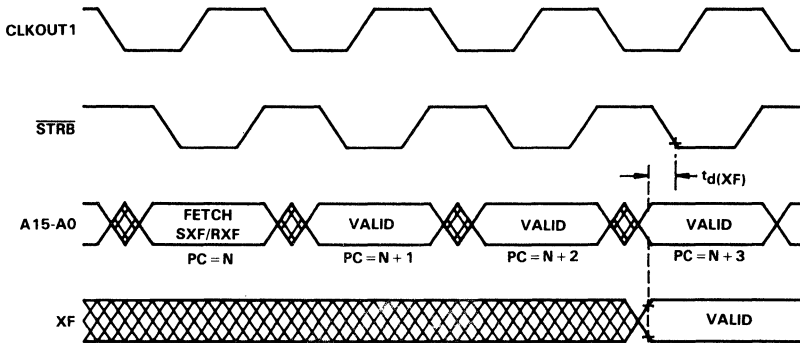 CLKOUT1
STRB
td(XF)
A15-A0
FETCH
SXF/RXF
VALID
VALID
VALID
PC = N
PC = N + 1
PC = N + 2
PC = N + 3
XF
VALID